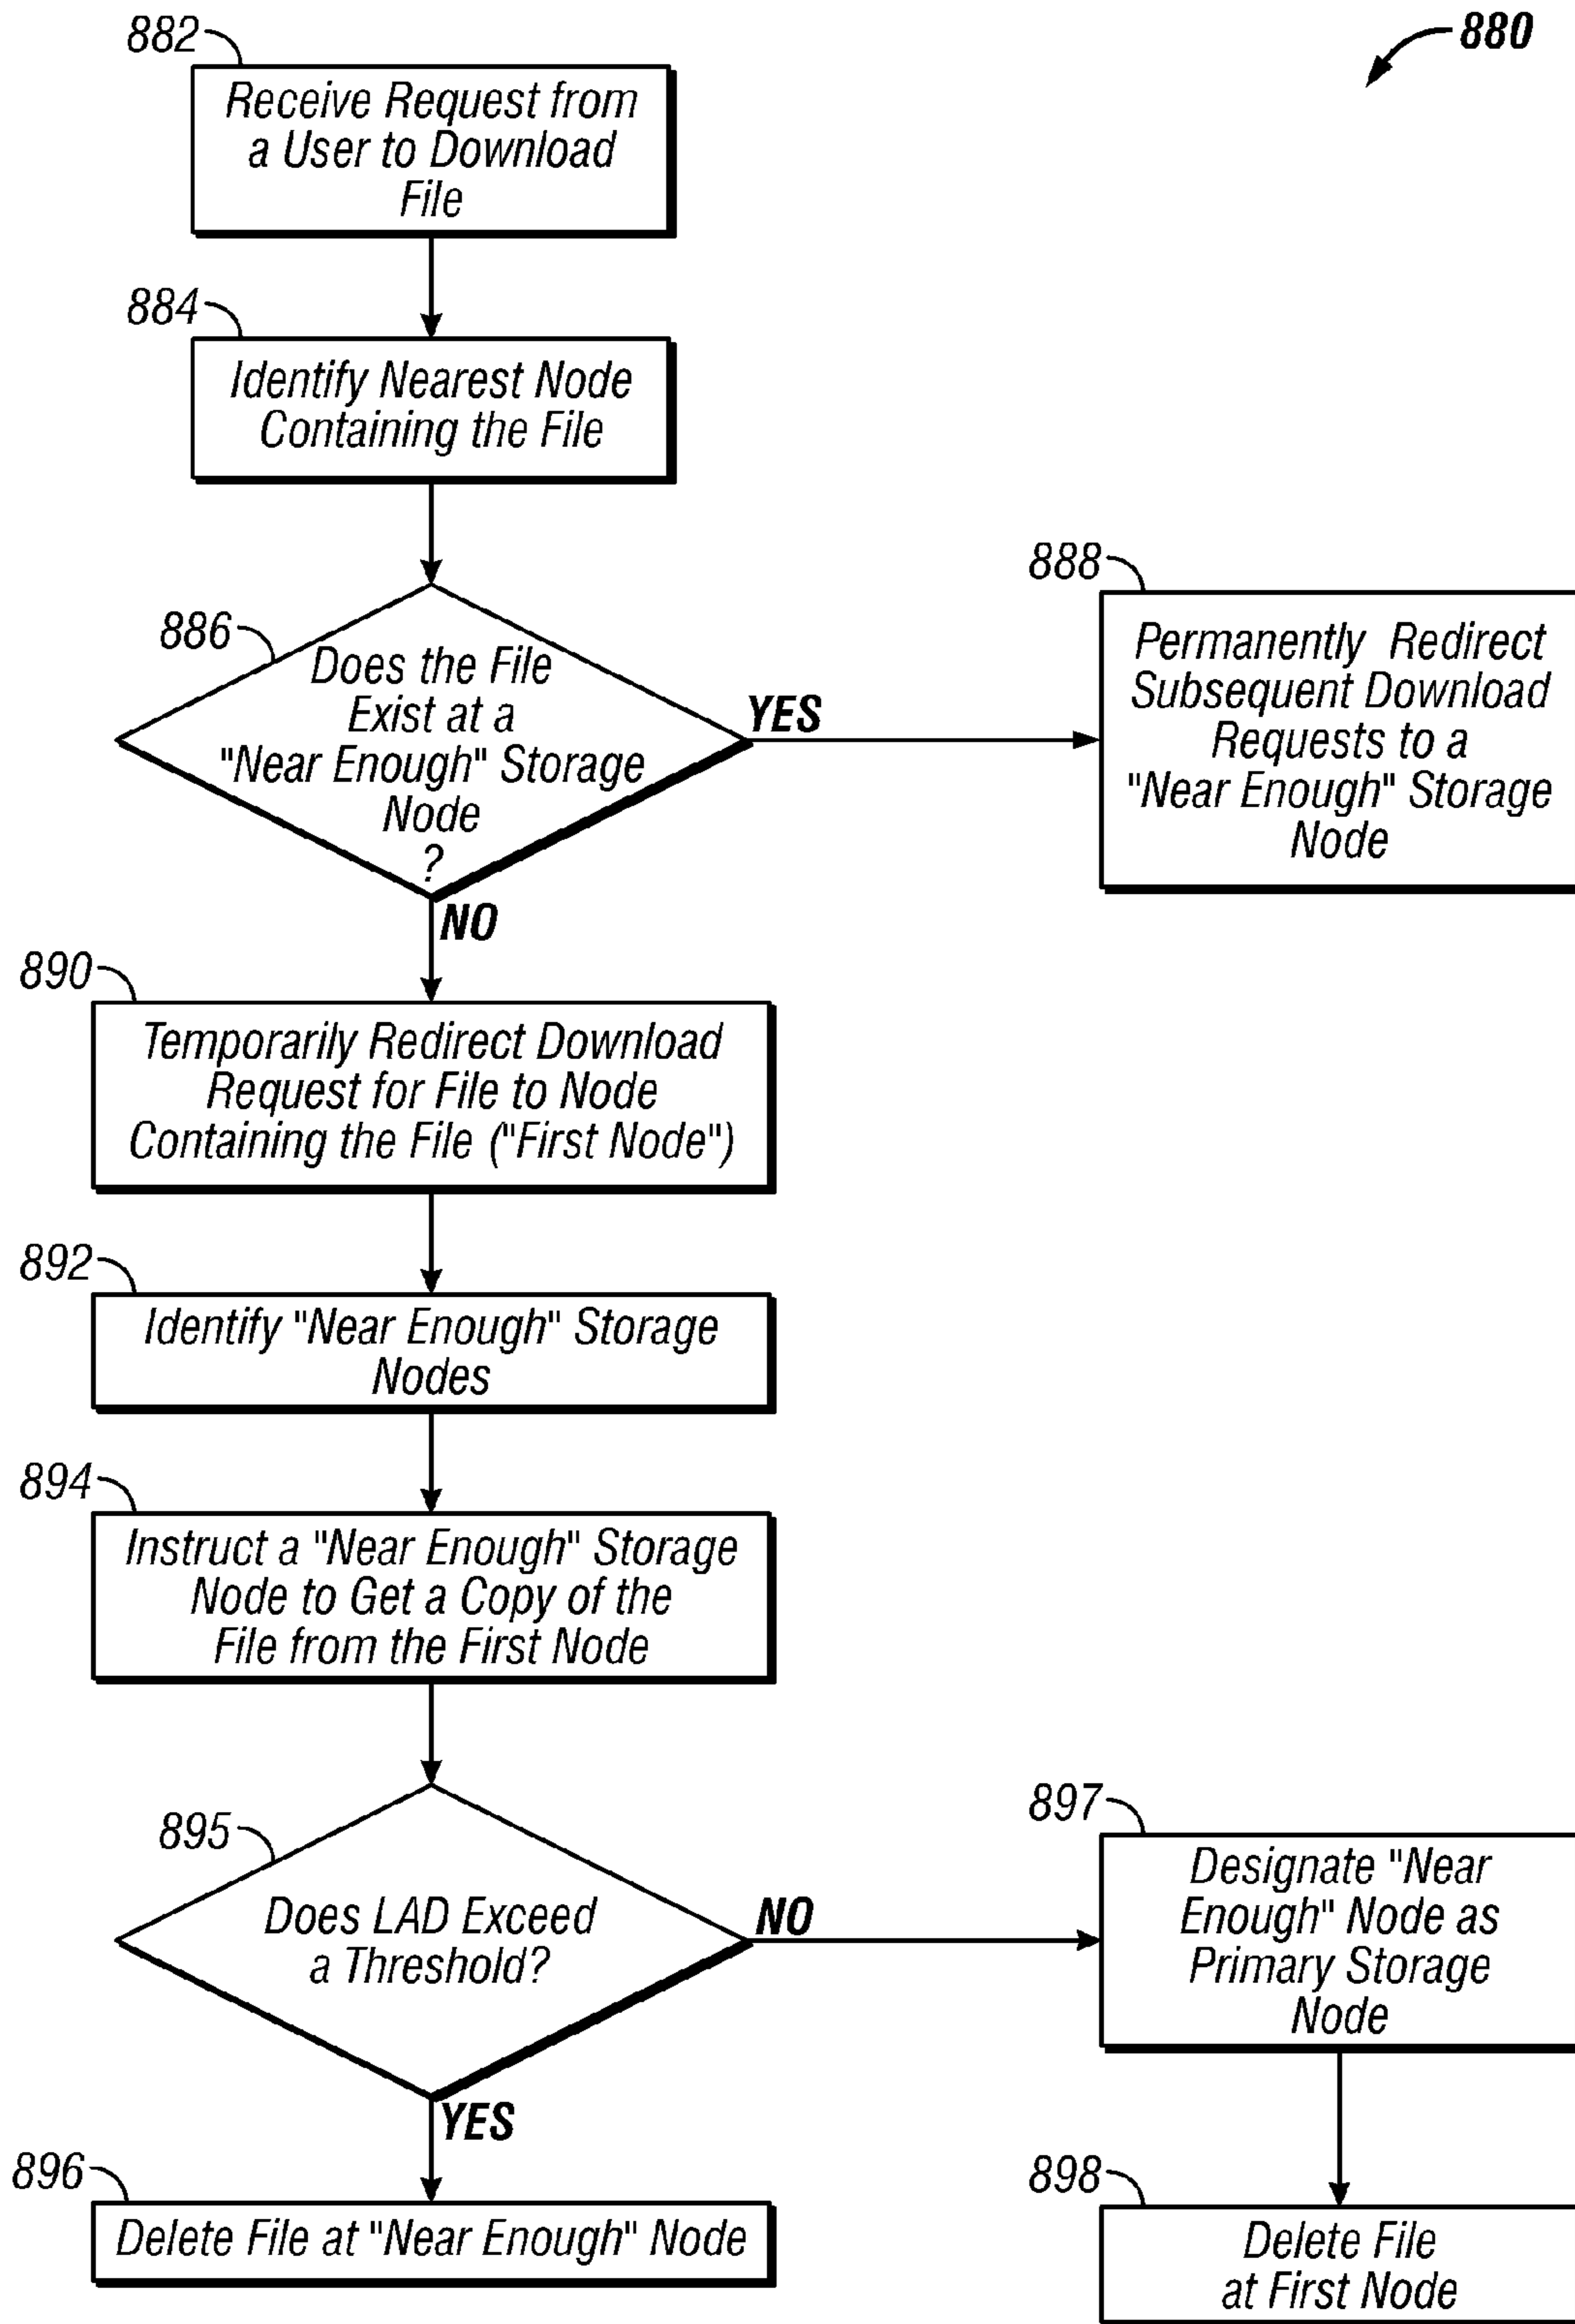 880
882
Receive Request from
a User to Download
File
884
Identify Nearest Node
Containing the File
886
Does the File
Exist at a
"Near Enough" Storage
Node
?
YES
888
Permanently Redirect
Subsequent Download
Requests to a
"Near Enough" Storage
Node
NO
890
Temporarily Redirect Download
Request for File to Node
Containing the File ("First Node")
892
Identify "Near Enough" Storage
Nodes
894
Instruct a "Near Enough" Storage
Node to Get a Copy of the
File from the First Node
895
Does LAD Exceed
a Threshold?
NO
897
Designate "Near
Enough" Node as
Primary Storage
Node
YES
896
Delete File at "Near Enough" Node
898
Delete File
at First Node